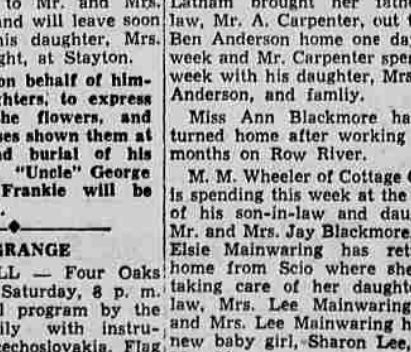 to Mr. and Mrs.
and will leave soon
his daughter, Mrs.
ght, at Stayton.
on behalf of him-
ghters, to express
he flowers, and
ses shown them at
nd burial of his
"Uncle" George
Frankie will be
GRANGE
LL — Four Oaks
Saturday, 8 p. m.
l program by the
ily with instru-
echoslovakia. Flag
Latham brought her fath
law, Mr. A. Carpenter, out
Ben Anderson home one da
week and Mr. Carpenter spe
week with his daughter, Mrs
Anderson, and family.
Miss Ann Blackmore ha
turned home after working
months on Row River.
M. M. Wheeler of Cottage G
is spending this week at the
of his son-in-law and dau
Mr. and Mrs. Jay Blackmore.
Elsie Mainwaring has ret
home from Scio where she
taking care of her daughte
law, Mrs. Lee Mainwaring
and Mrs. Lee Mainwaring h
new baby girl, Sharon Lee,